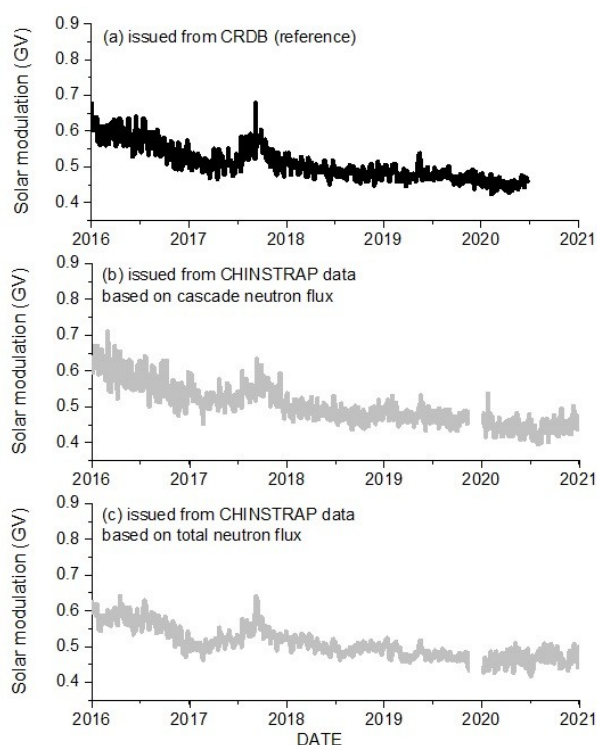 0.9
(a) issued from CRDB (reference)
0.8
0.7
0.6
0.5
0.4
Solar modulation (GV)
2016 2017 2018 2019 2020 2021
0.9
(b) issued from CHINSTRAP data
based on cascade neutron flux
0.8
0.7
0.6
0.5
0.4
Solar modulation (GV)
2016 2017 2018 2019 2020 2021
0.9
(c) issued from CHINSTRAP data
based on total neutron flux
0.8
0.7
0.6
0.5
0.4
Solar modulation (GV)
2016 2017 2018 2019 2020 2021
DATE